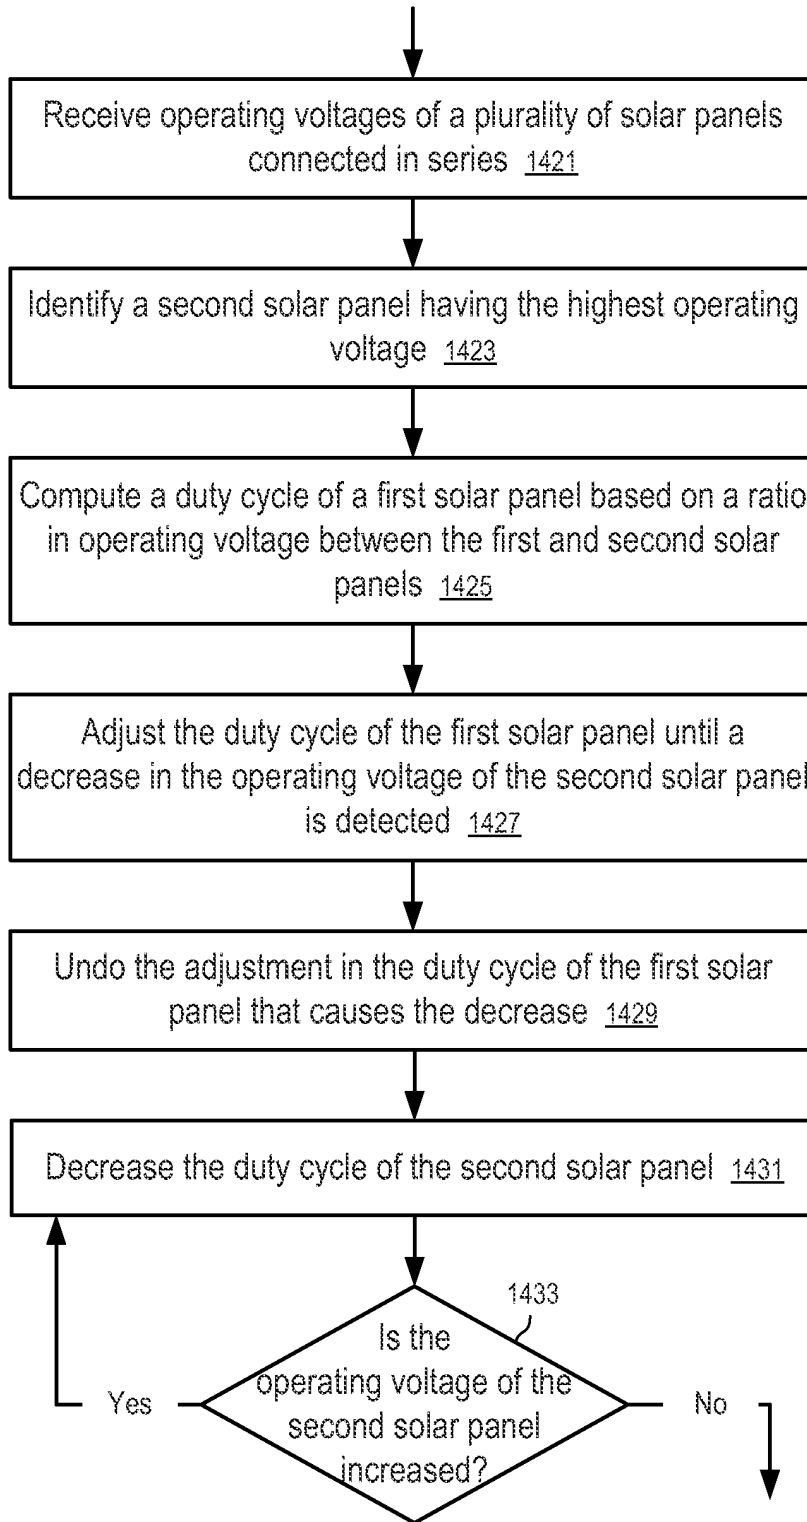 Receive operating voltages of a plurality of solar panels
connected in series 1421
Identify a second solar panel having the highest operating
voltage 1423
Compute a duty cycle of a first solar panel based on a ratio
in operating voltage between the first and second solar
panels 1425
Adjust the duty cycle of the first solar panel until a
decrease in the operating voltage of the second solar panel
is detected 1427
Undo the adjustment in the duty cycle of the first solar
panel that causes the decrease 1429
Decrease the duty cycle of the second solar panel 1431
1433
Is the
operating voltage of the
second solar panel
increased?
Yes
No